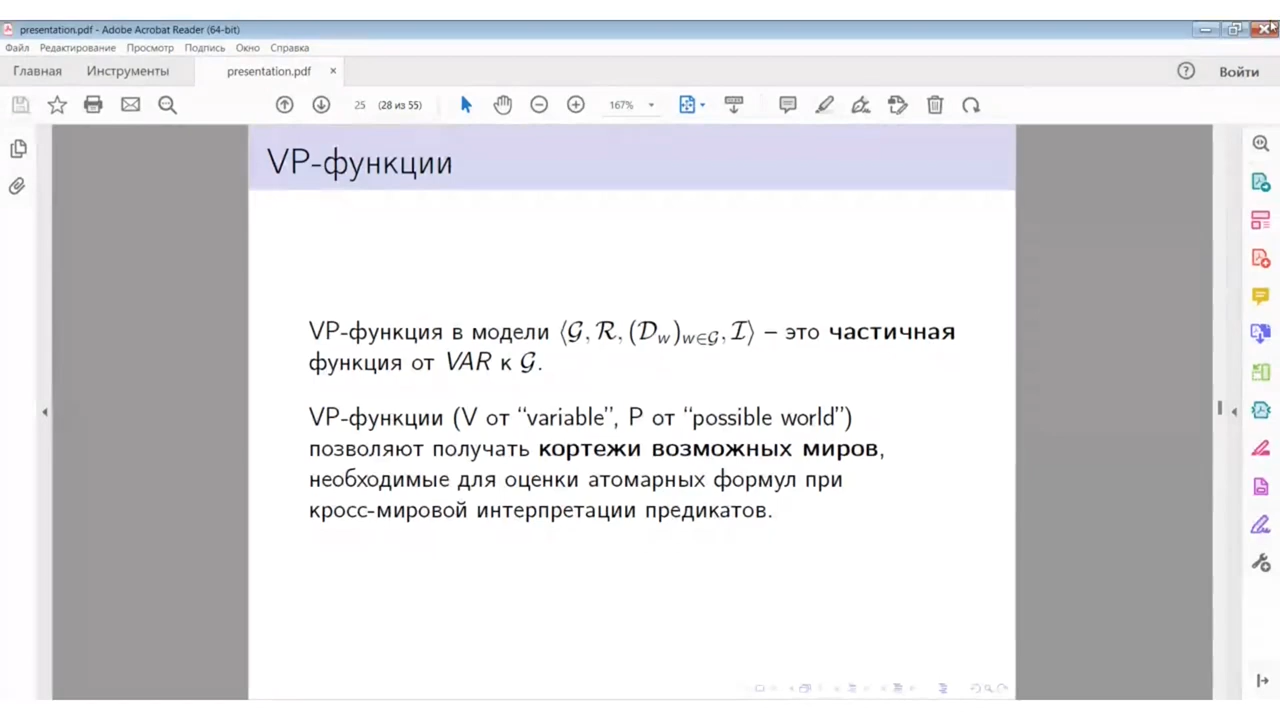 presentation.pdf - Adobe Acrobat Reader (64-bit)
Файл Редактирование Просмотр Подпись Окно Справка
Главная Инструменты presentation.pdf × Войти
25 (28 из 55) 167%
VP-функции
VP-функция в модели ⟨𝒢, ℛ, (𝒟_w)_{w∈𝒢}, ℐ⟩ – это частичная
функция от VAR к 𝒢.
VP-функции (V от “variable”, P от “possible world”)
позволяют получать кортежи возможных миров,
необходимые для оценки атомарных формул при
кросс-мировой интерпретации предикатов.